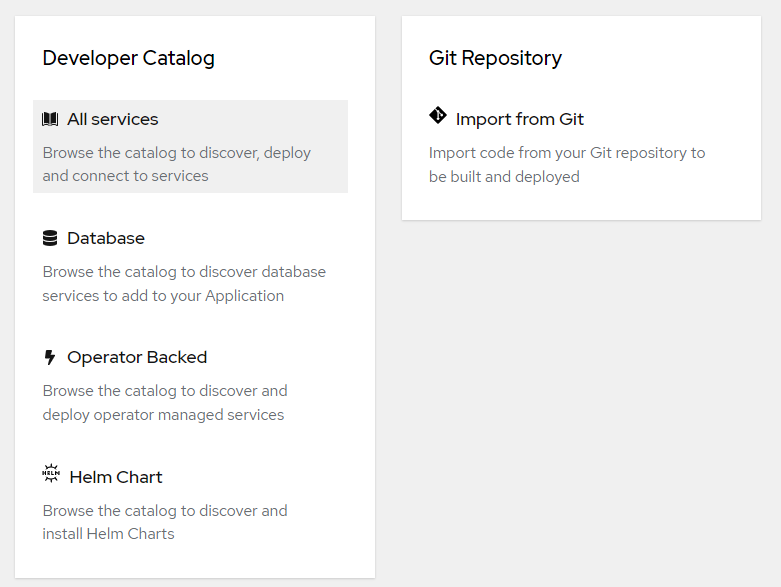 Developer Catalog
All services
Browse the catalog to discover, deploy
and connect to services
Database
Browse the catalog to discover database
services to add to your Application
Operator Backed
Browse the catalog to discover and
deploy operator managed services
HELM
Helm Chart
Browse the catalog to discover and
install Helm Charts
Git Repository
Import from Git
Import code from your Git repository to
be built and deployed